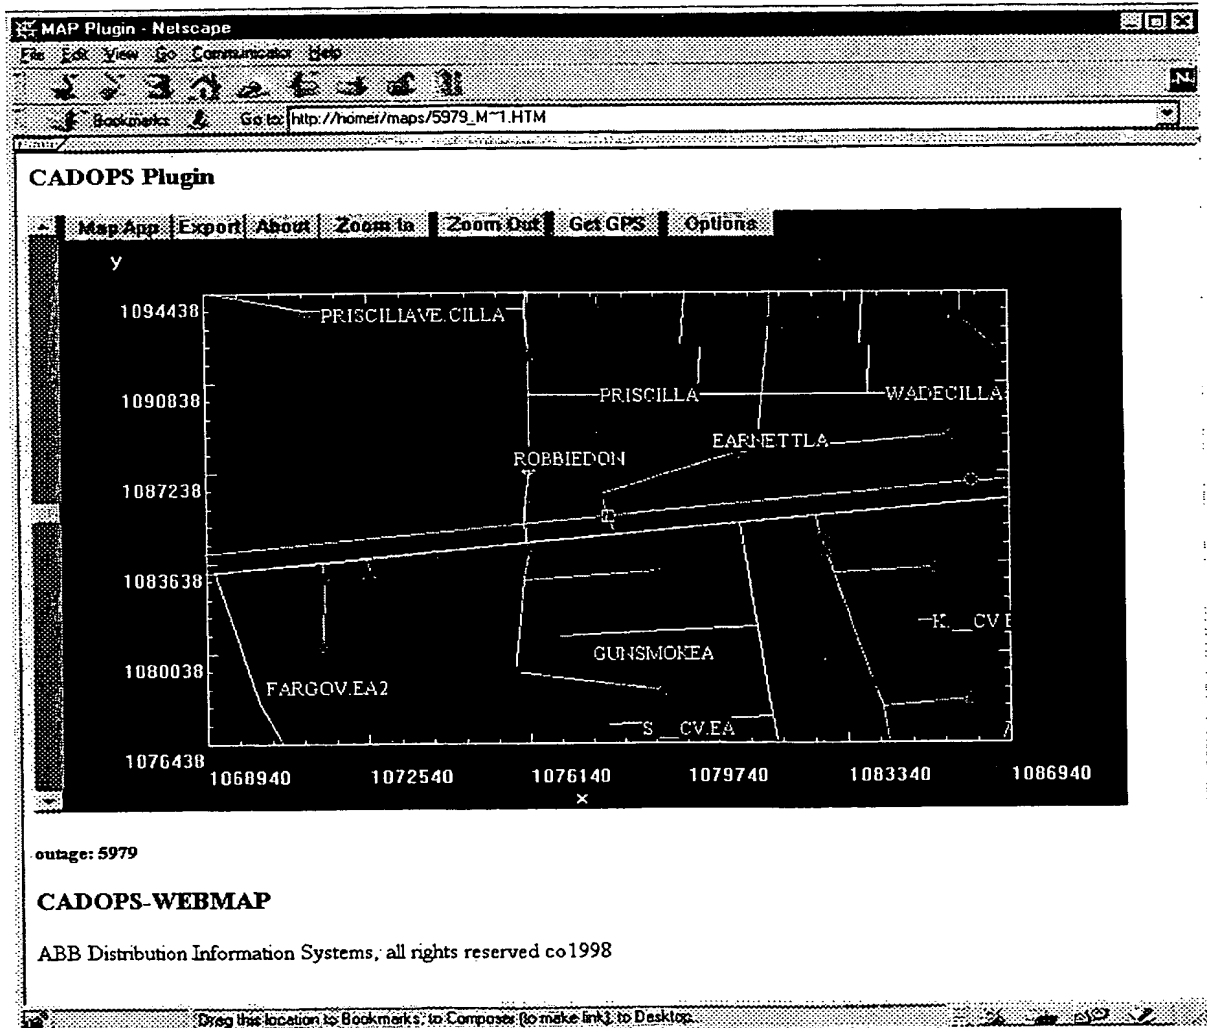 MAP Plugin - Netscape
File Edit View Go Communicator Help
Bookmarks Go to: http://homer/maps/5979_M~1.HTM
CADOPS Plugin
Map App Export About Zoom In Zoom Out Get GPS Options
y
1094438
PRISCILIAVE.CILLA
1090838
PRISCILLA
WADECILLA
EARNETTLA
ROBBIEDON
1087238
1083638
K__CV.E
GUNSMOKEA
1080038
FARGOV.EA2
S__CV.EA
1076438
1068940 1072540 1076140 1079740 1083340 1086940
x
outage: 5979
CADOPS-WEBMAP
ABB Distribution Information Systems, all rights reserved co1998
Drag this location to Bookmarks, to Composer (to make link), to Desktop.